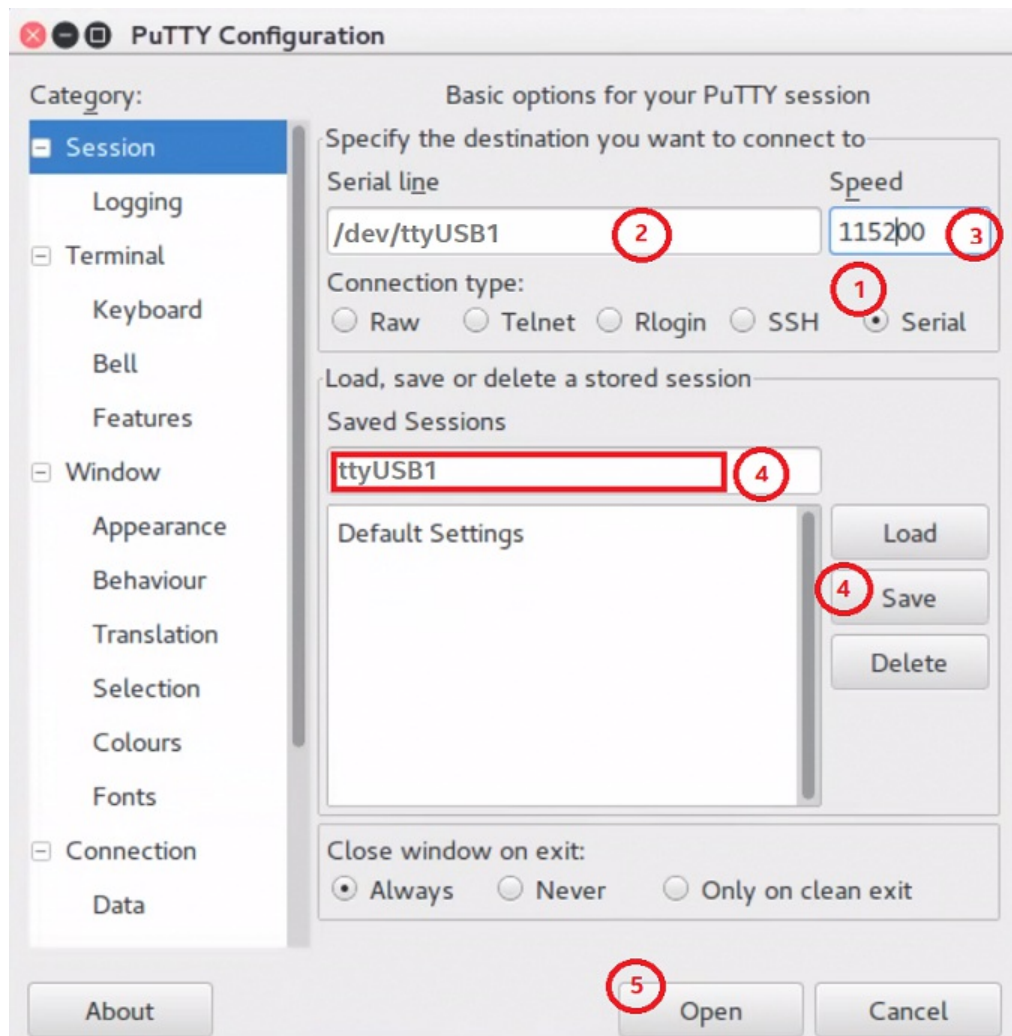 PuTTY Configuration
Category:
Session
Logging
Terminal
Keyboard
Bell
Features
Window
Appearance
Behaviour
Translation
Selection
Colours
Fonts
Connection
Data
Basic options for your PuTTY session
Specify the destination you want to connect to
Serial line Speed
/dev/ttyUSB1 2 115200 3
Connection type: 1
Raw Telnet Rlogin SSH Serial
Load, save or delete a stored session
Saved Sessions
ttyUSB1 4
Default Settings Load
4 Save
Delete
Close window on exit:
Always Never Only on clean exit
5
About Open Cancel